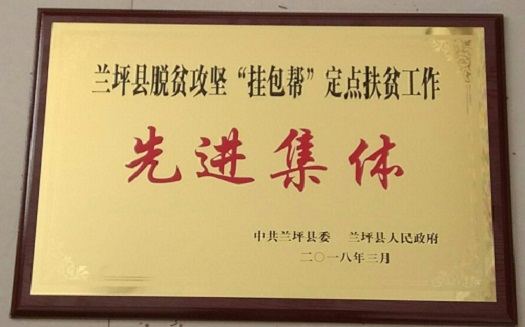 兰坪县脱贫攻坚“挂包帮”定点扶贫工作
先进集体
中共兰坪县委 兰坪县人民政府
二〇一八年三月